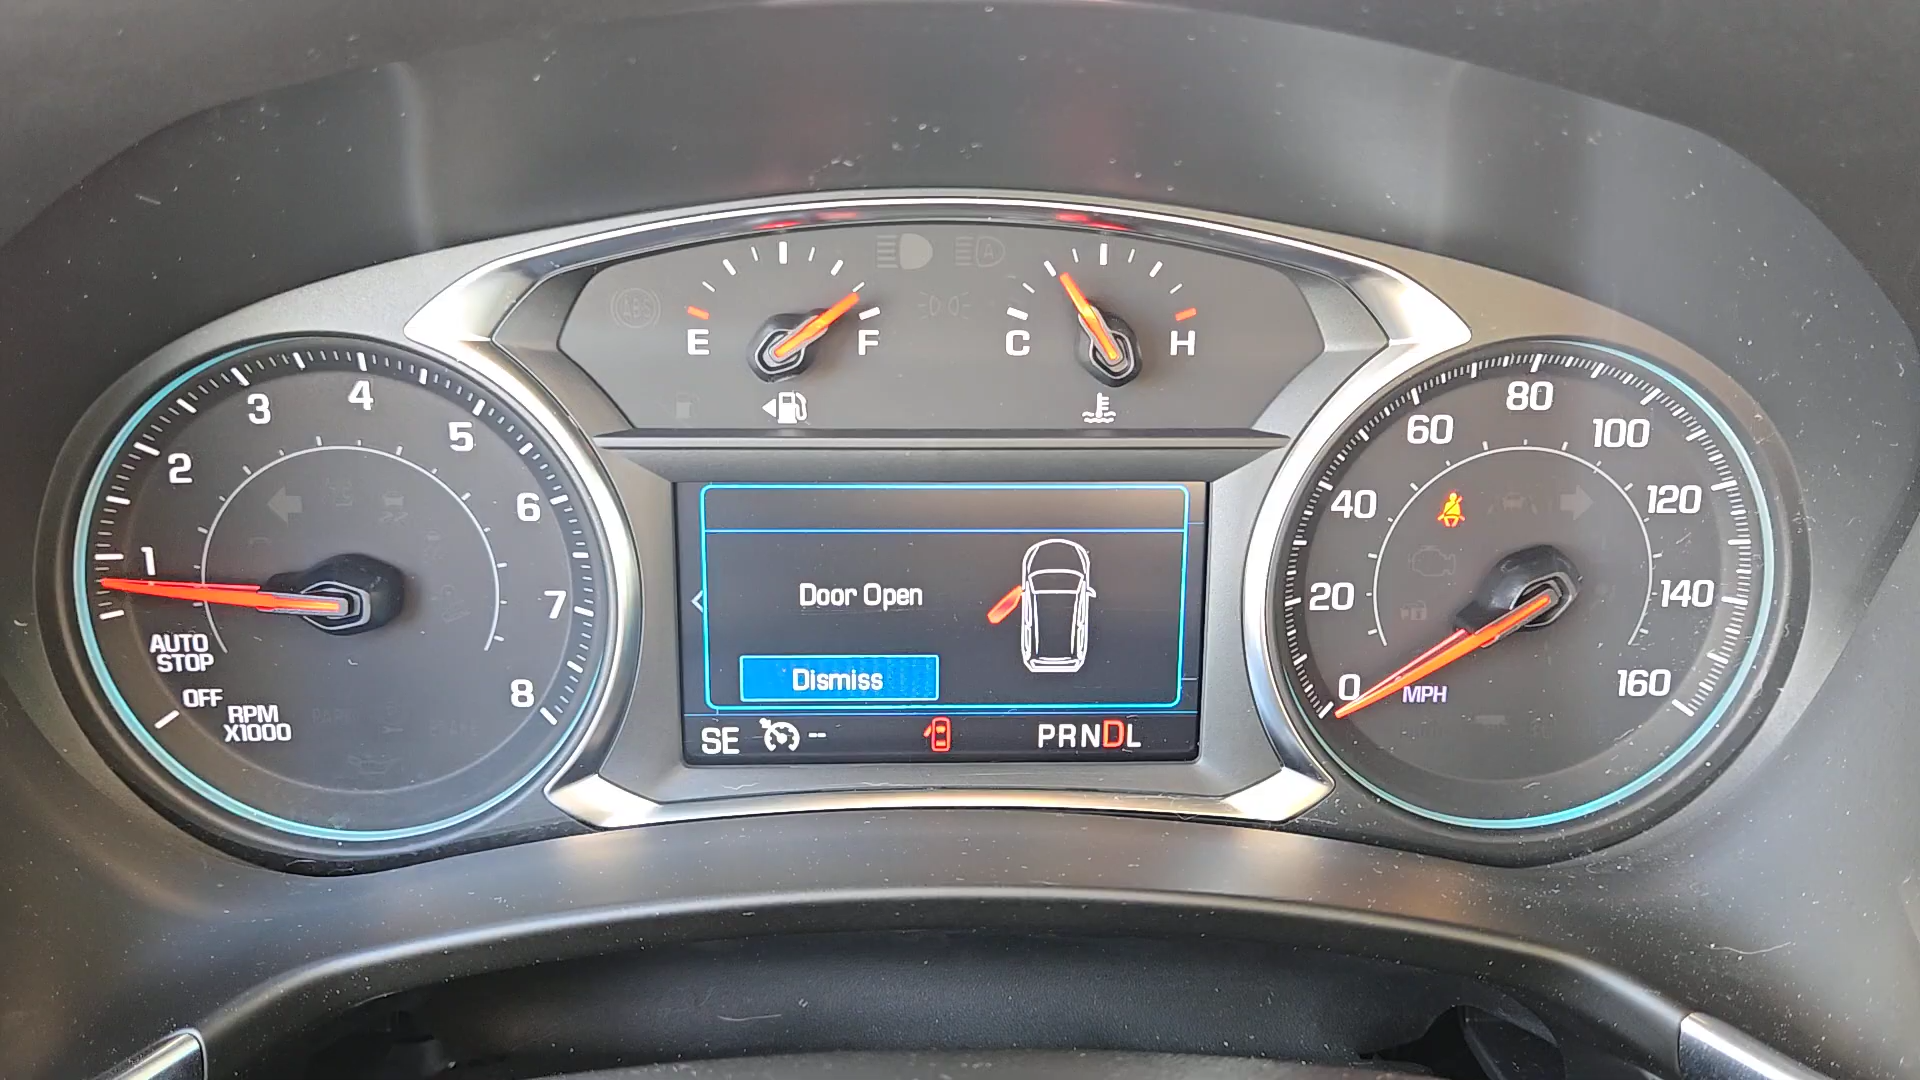 ABS
A
E
F
C
H
1
2
3
4
5
6
7
8
AUTO
STOP
OFF
RPM
X1000
Door Open
Dismiss
SE
--
PRNDL
0
20
40
60
80
100
120
140
160
MPH